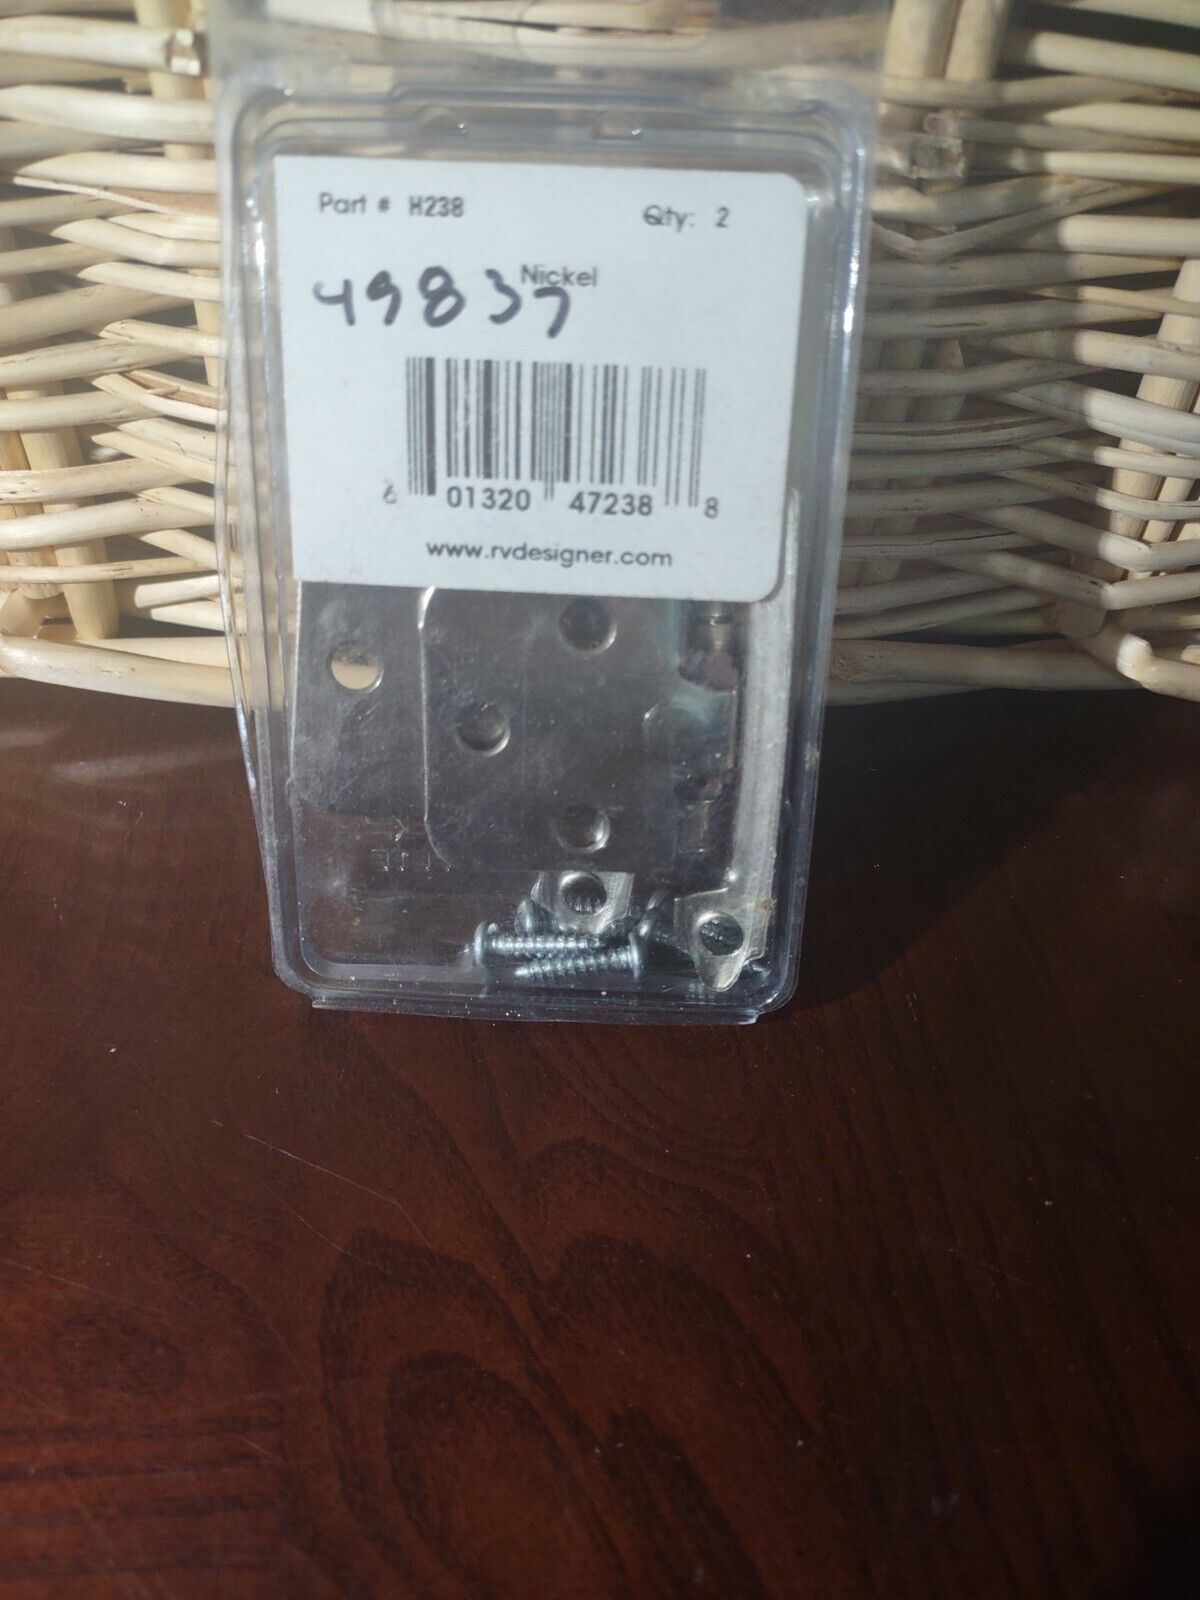 Part # H238 Qty: 2
Nickel
49837
6 01320 47238 8
www.rvdesigner.com